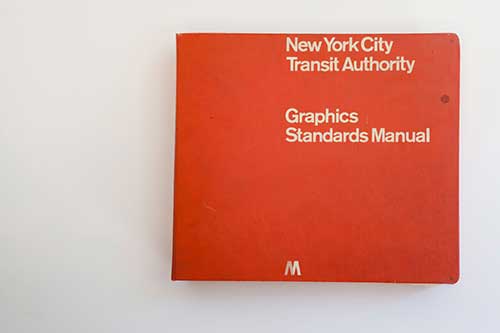 New York City
Transit Authority
Graphics
Standards Manual
M